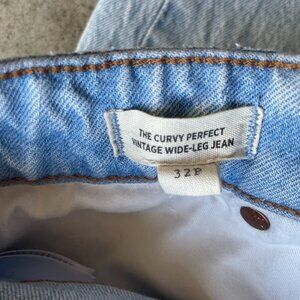 THE CURVY PERFECT
VINTAGE WIDE-LEG JEAN
32P